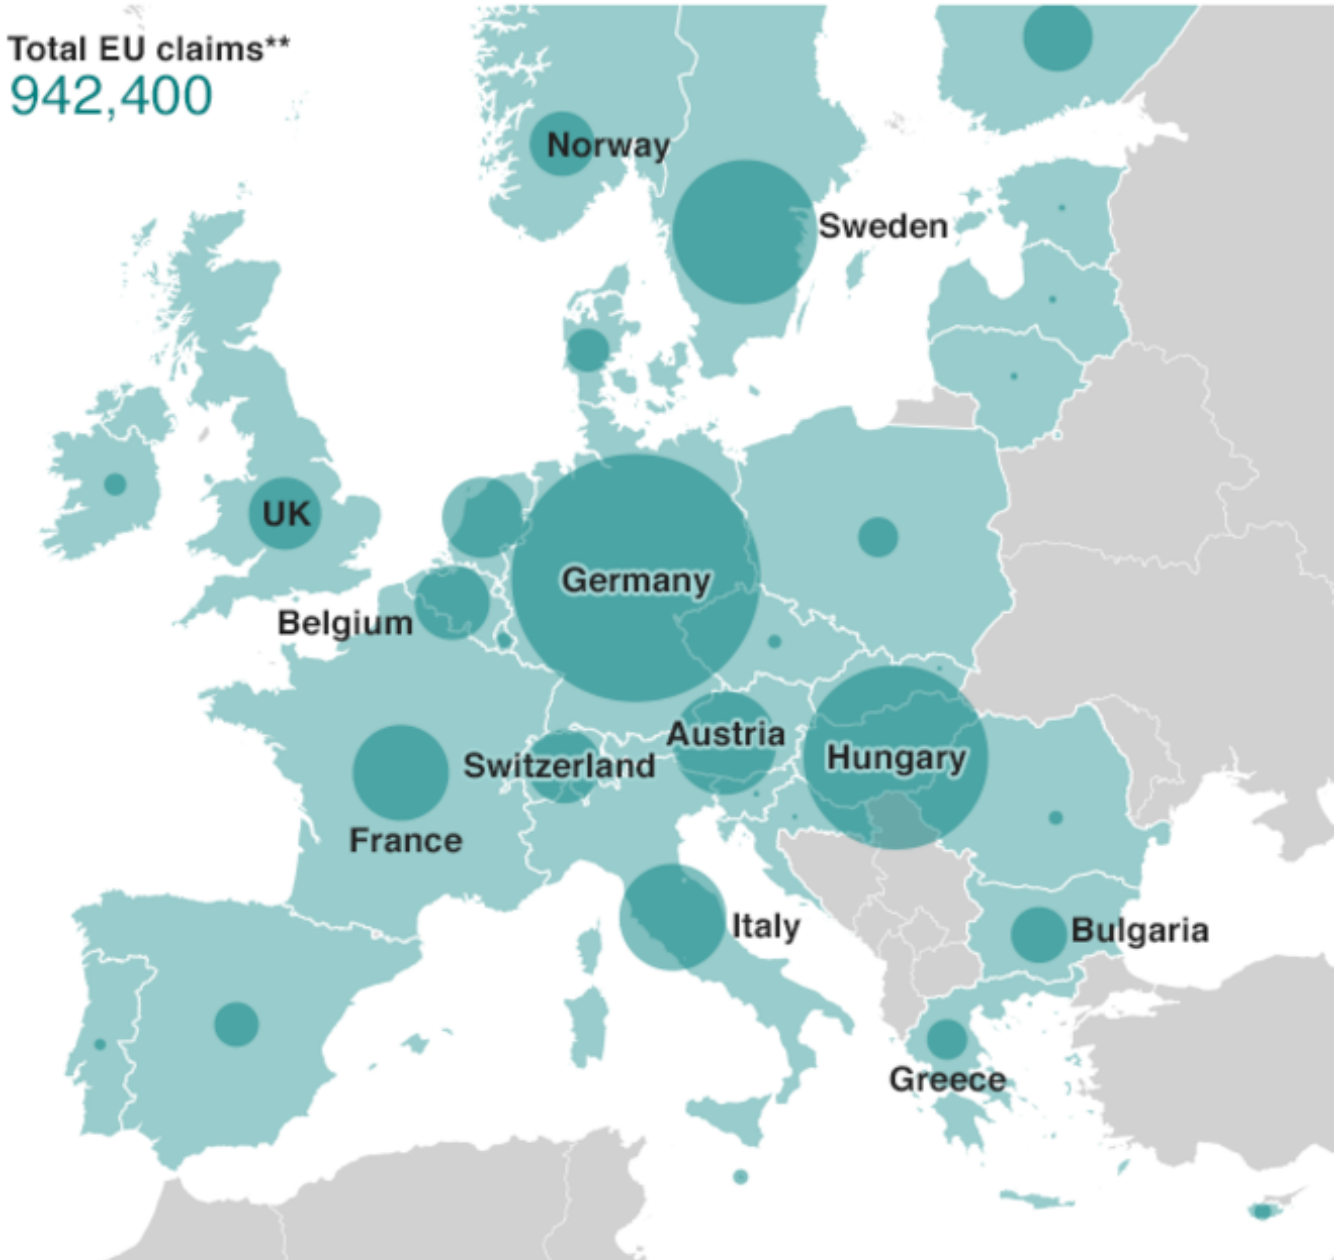 Total EU claims**
942,400
Norway
Sweden
UK
Germany
Belgium
Austria
Hungary
Switzerland
France
Italy
Bulgaria
Greece